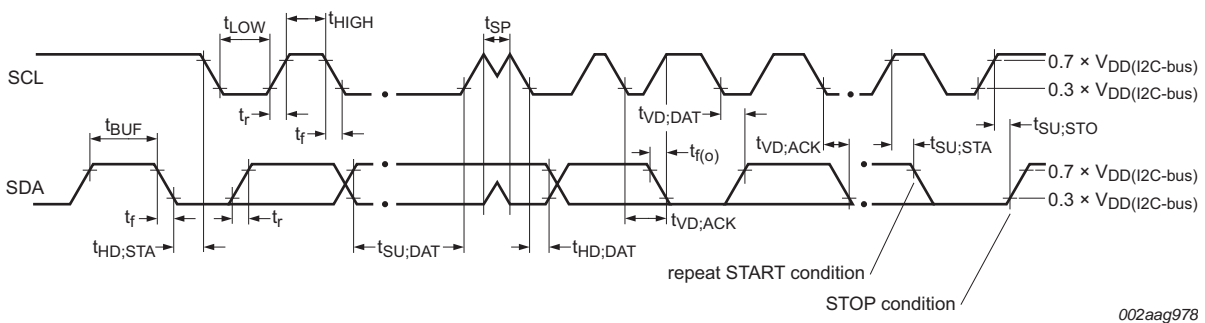 tLOW
tHIGH
tSP
SCL
0.7 × VDD(I2C-bus)
0.3 × VDD(I2C-bus)
tr
tf
tVD;DAT
tSU;STO
tBUF
tVD;ACK
tSU;STA
tf(o)
SDA
0.7 × VDD(I2C-bus)
0.3 × VDD(I2C-bus)
tf
tr
tVD;ACK
tHD;STA
tSU;DAT
tHD;DAT
repeat START condition
STOP condition
002aag978